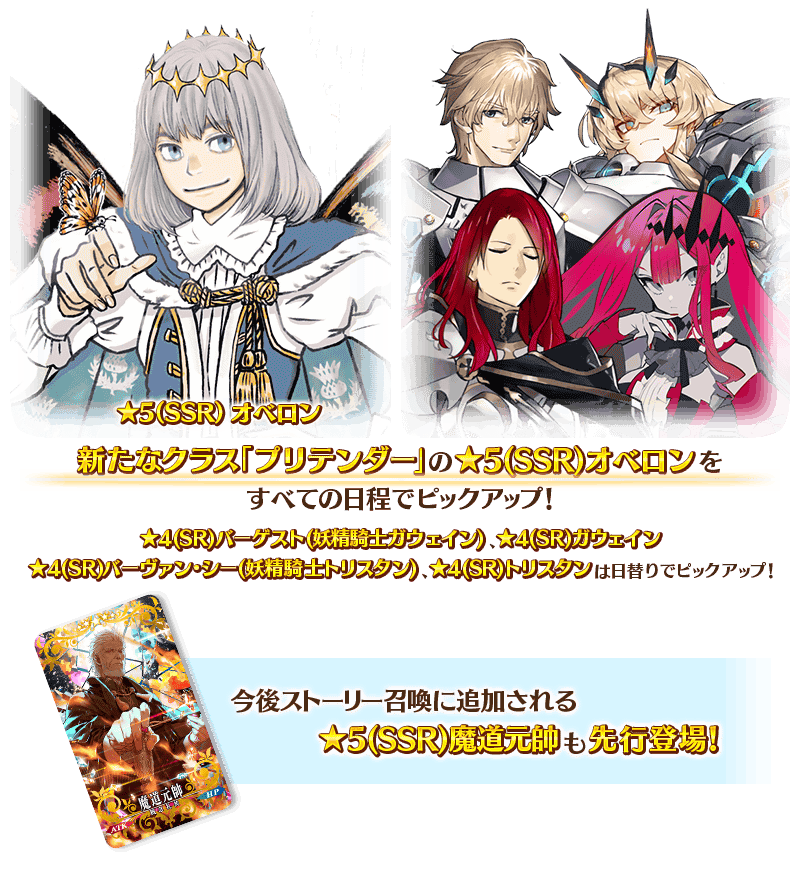 ★5(SSR) オベロン
新たなクラス「プリテンダー」の★5(SSR)オベロンを
すべての日程でピックアップ!
★4(SR)バーゲスト(妖精騎士ガウェイン)、★4(SR)ガウェイン
★4(SR)バーヴァン・シー(妖精騎士トリスタン)、★4(SR)トリスタンは日替りでピックアップ!
今後ストーリー召喚に追加される
★5(SSR)魔道元帥も先行登場!
魔道元帥
ATK
HP